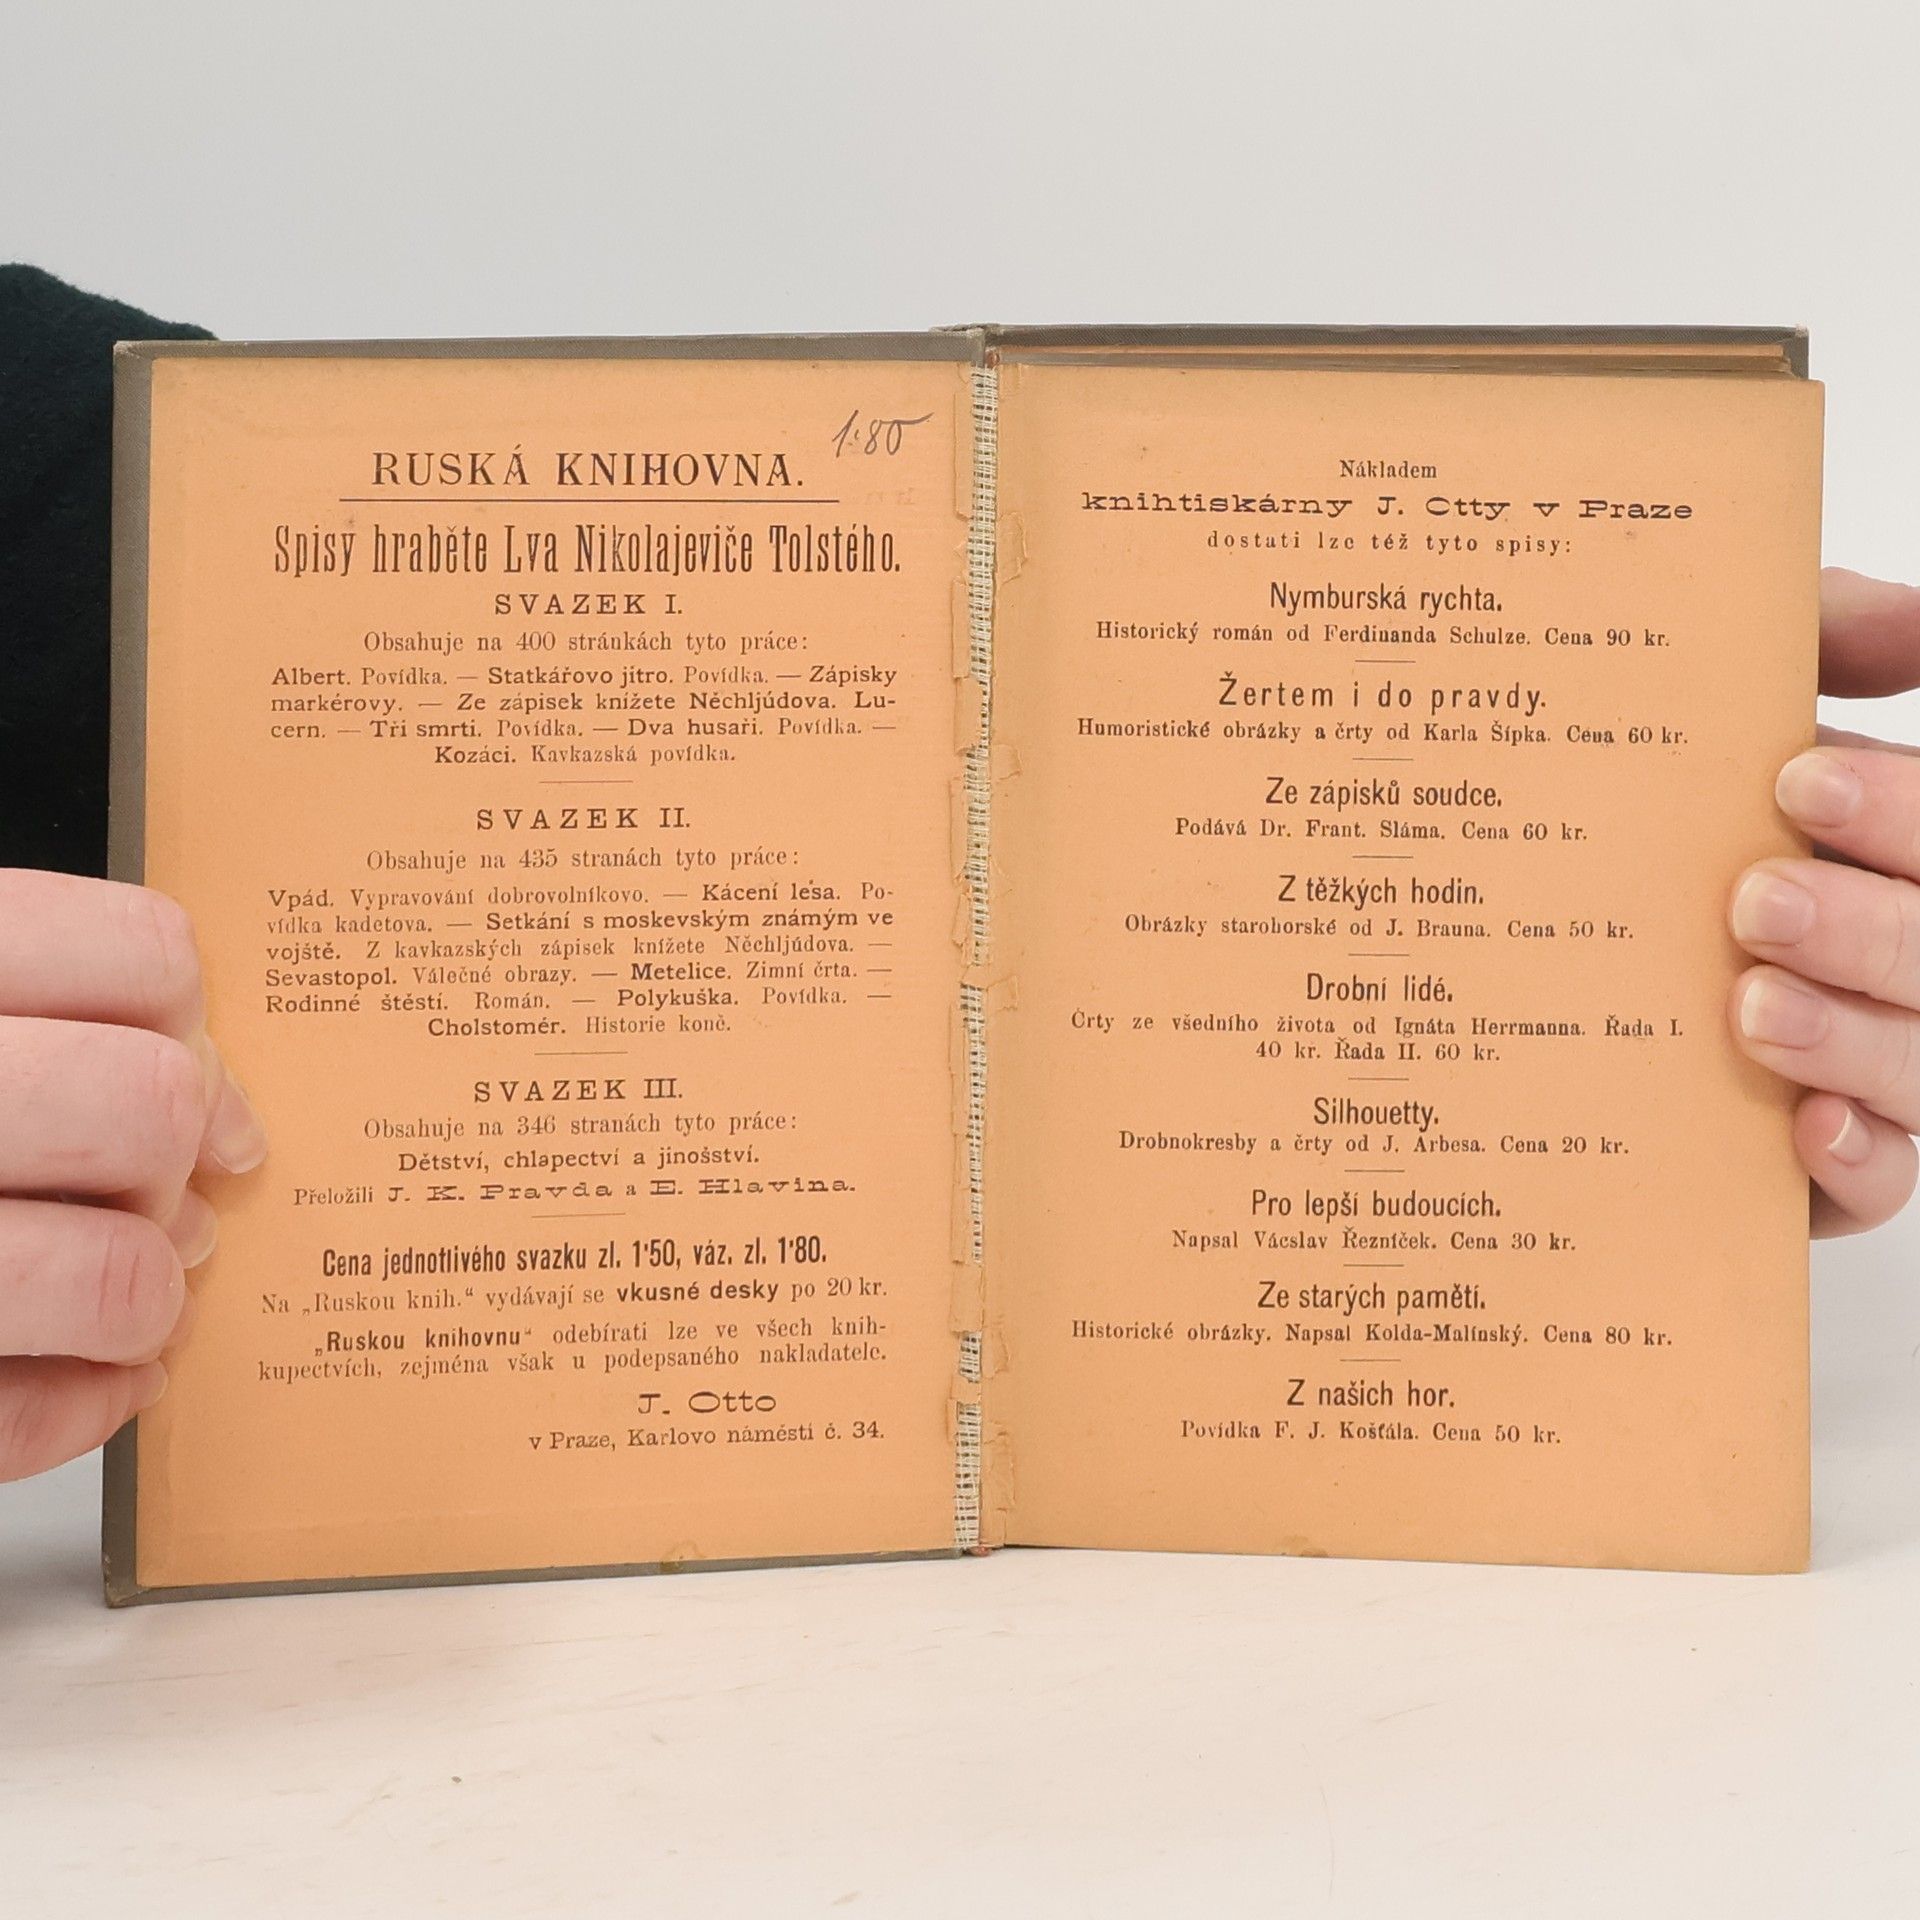 1·80
RUSKÁ KNIHOVNA.
Spisy hraběte Lva Nikolajeviče Tolstého.
SVAZEK I.
Obsahuje na 400 stránkách tyto práce:
Albert. Povídka. — Statkářovo jitro. Povídka. — Zápisky
markérovy. — Ze zápisek knížete Něchljúdova. Lu-
cern. — Tři smrti. Povídka. — Dva husaři. Povídka. —
Kozáci. Kavkazská povídka.
SVAZEK II.
Obsahuje na 435 stranách tyto práce:
Vpád. Vypravování dobrovolníkovo. — Kácení lesa. Po-
vídka kadetova. — Setkání s moskevským známým ve
vojště. Z kavkazských zápisek knížete Něchljúdova. —
Sevastopol. Válečné obrazy. — Metelice. Zimní črta. —
Rodinné štěstí. Román. — Polykuška. Povídka. —
Cholstomér. Historie koně.
SVAZEK III.
Obsahuje na 346 stranách tyto práce:
Dětství, chlapectví a jinošství.
Přeložili J. K. Pravda a E. Hlavina.
Cena jednotlivého svazku zl. 1·50, váz. zl. 1·80.
Na „Ruskou knih.“ vydávají se vkusné desky po 20 kr.
„Ruskou knihovnu“ odebírati lze ve všech knih-
kupectvích, zejména však u podepsaného nakladatele.
J. Otto
v Praze, Karlovo náměstí č. 34.
Nákladem
knihtiskárny J. Otty v Praze
dostati lze též tyto spisy:
Nymburská rychta.
Historický román od Ferdinanda Schulze. Cena 90 kr.
Žertem i do pravdy.
Humoristické obrázky a črty od Karla Šípka. Cena 60 kr.
Ze zápisků soudce.
Podává Dr. Frant. Sláma. Cena 60 kr.
Z těžkých hodin.
Obrázky starohorské od J. Brauna. Cena 50 kr.
Drobní lidé.
Črty ze všedního života od Ignáta Herrmanna. Řada I.
40 kr. Řada II. 60 kr.
Silhouetty.
Drobnokresby a črty od J. Arbesa. Cena 20 kr.
Pro lepší budoucích.
Napsal Vácslav Řezníček. Cena 30 kr.
Ze starých pamětí.
Historické obrázky. Napsal Kolda-Malínský. Cena 80 kr.
Z našich hor.
Povídka F. J. Košťála. Cena 50 kr.